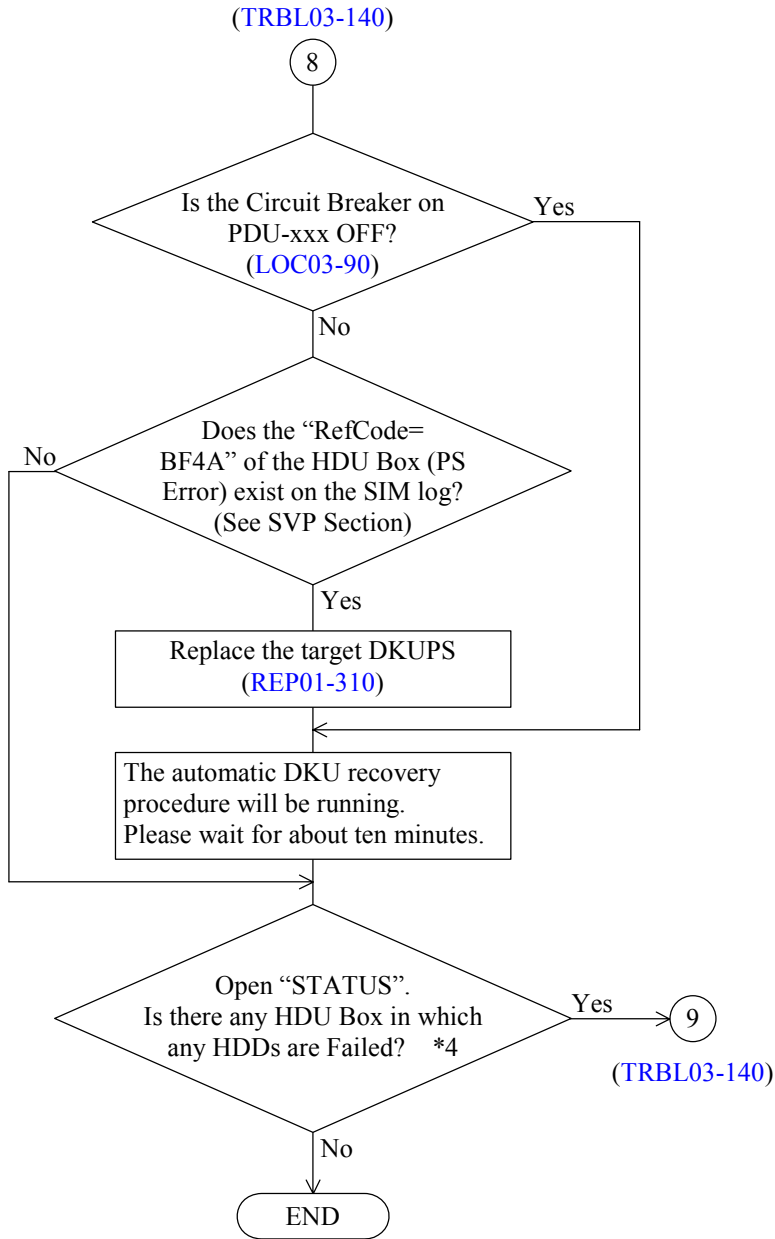 (TRBL03-140)
8
Is the Circuit Breaker on
PDU-xxx OFF?
(LOC03-90)
Yes
No
Does the “RefCode=
BF4A” of the HDU Box (PS
Error) exist on the SIM log?
(See SVP Section)
No
Yes
Replace the target DKUPS
(REP01-310)
The automatic DKU recovery
procedure will be running.
Please wait for about ten minutes.
Open “STATUS”.
Is there any HDU Box in which
any HDDs are Failed? *4
Yes
9
(TRBL03-140)
No
END